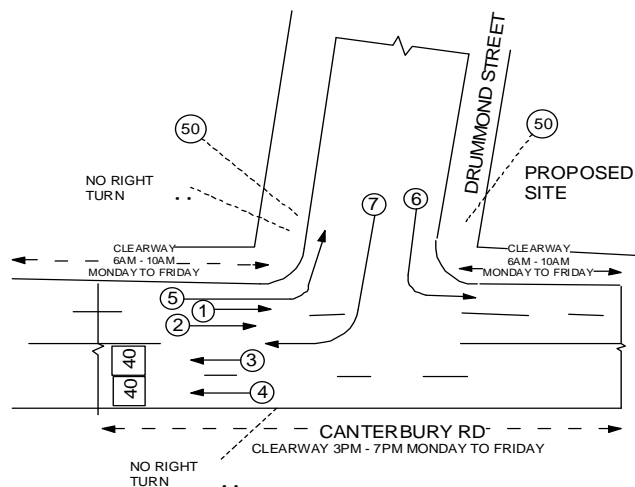 DRUMMOND STREET
50
50
PROPOSED
SITE
NO RIGHT
TURN
..
7
6
CLEARWAY
6AM - 10AM
MONDAY TO FRIDAY
CLEARWAY
6AM - 10AM
MONDAY TO FRIDAY
5
1
2
3
4
40
40
CANTERBURY RD
CLEARWAY 3PM - 7PM MONDAY TO FRIDAY
NO RIGHT
TURN
..